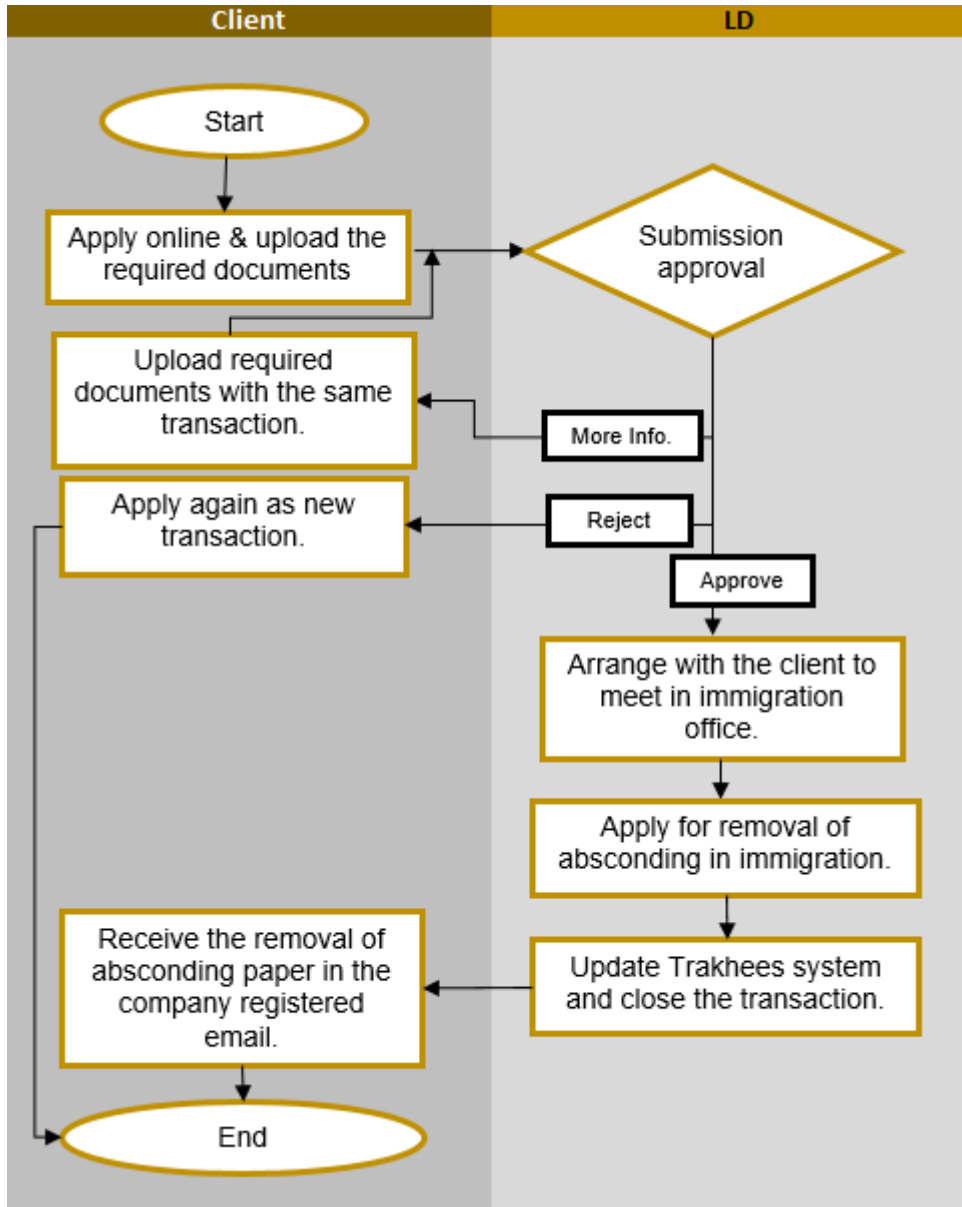 Client
LD
Start
Apply online & upload the
required documents
Submission
approval
Upload required
documents with the same
transaction.
More Info.
Apply again as new
transaction.
Reject
Approve
Arrange with the client to
meet in immigration
office.
Apply for removal of
absconding in immigration.
Update Trakhees system
and close the transaction.
Receive the removal of
absconding paper in the
company registered
email.
End